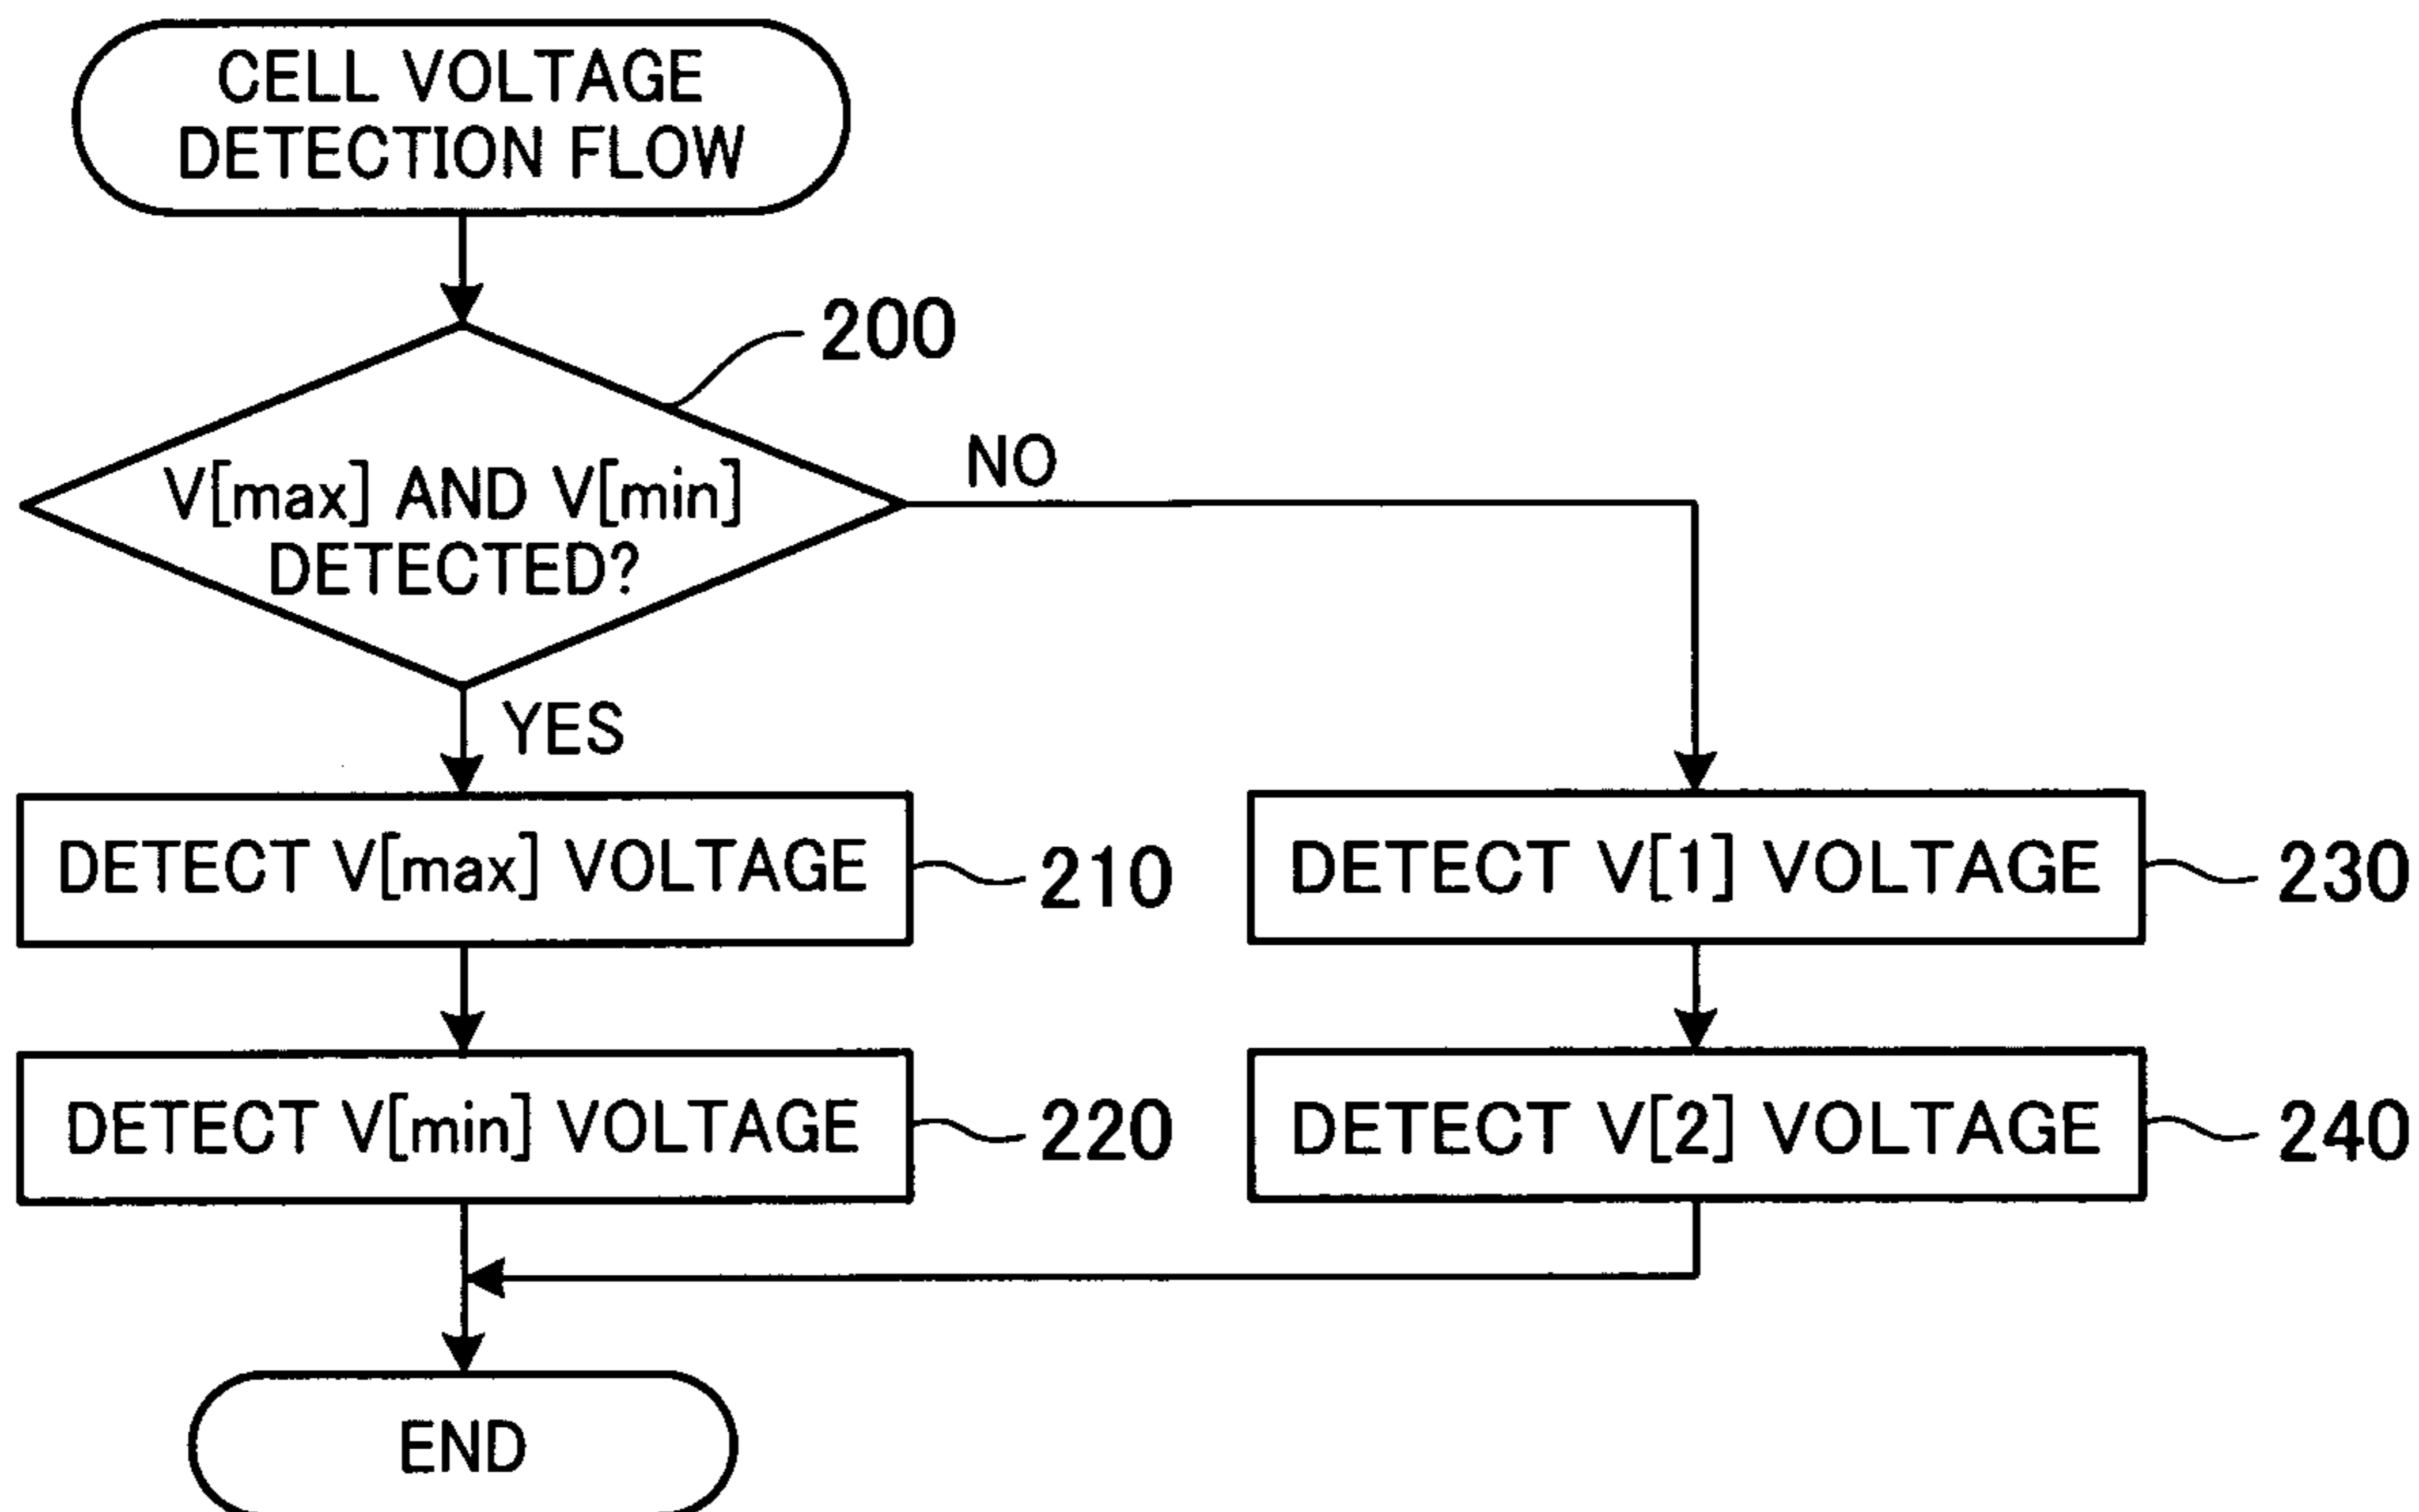 CELL VOLTAGE
DETECTION FLOW
200
V[max] AND V[min]
DETECTED?
NO
YES
DETECT V[max] VOLTAGE
210
DETECT V[1] VOLTAGE
230
DETECT V[min] VOLTAGE
220
DETECT V[2] VOLTAGE
240
END